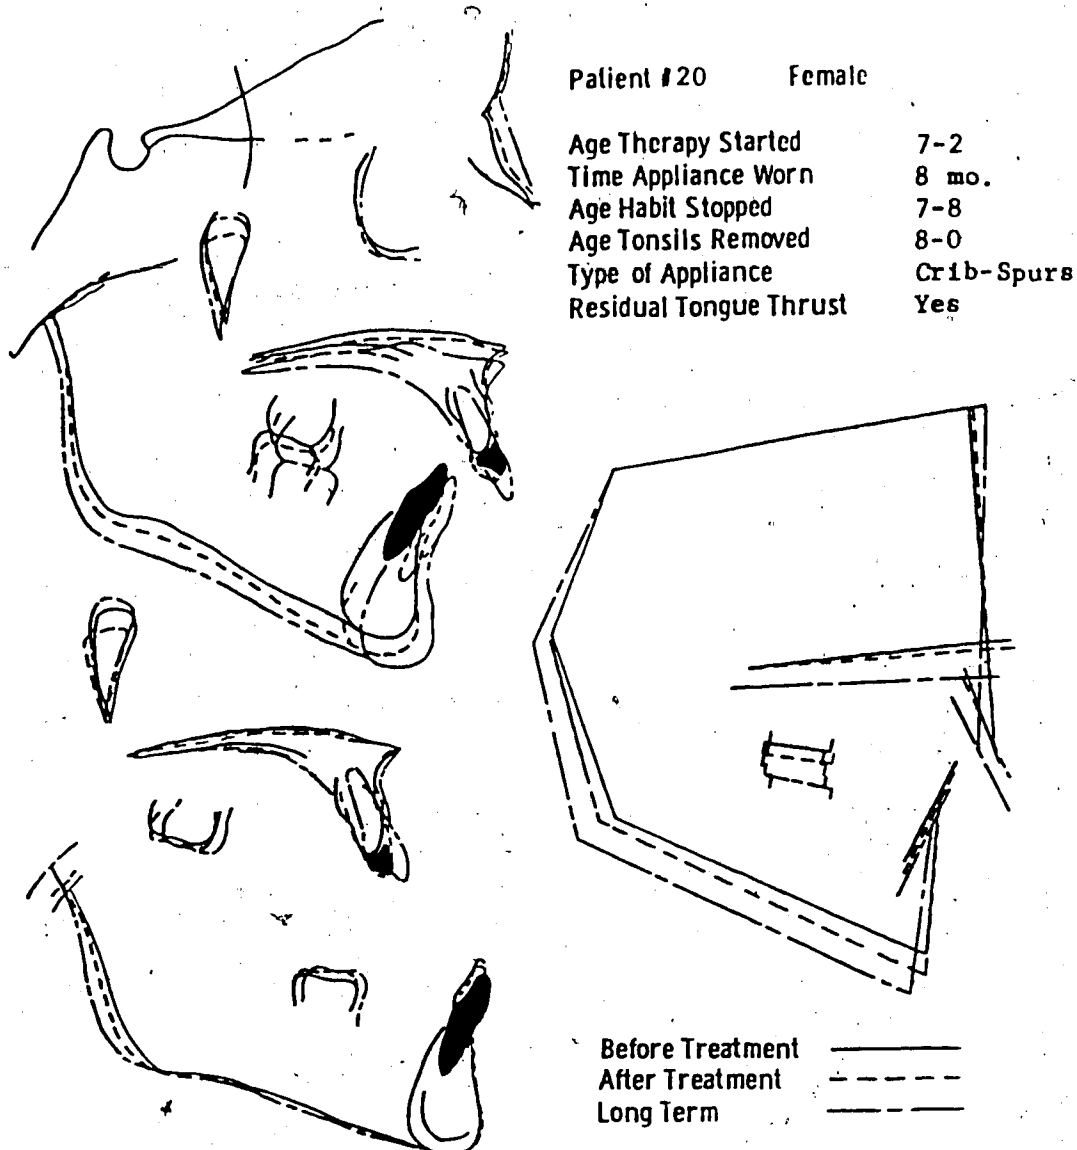 Patient #20 Female
Age Therapy Started 7-2
Time Appliance Worn 8 mo.
Age Habit Stopped 7-8
Age Tonsils Removed 8-0
Type of Appliance Crib-Spurs
Residual Tongue Thrust Yes
Before Treatment
After Treatment
Long Term